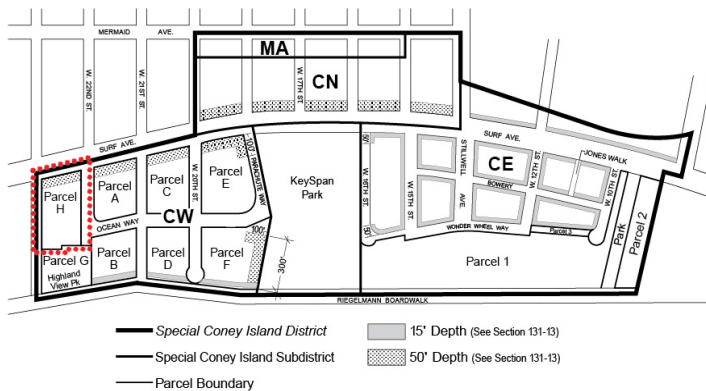 MERMAID AVE.
MA
CN
W. 22ND ST.
W. 21ST ST.
W. 17TH ST.
SURF AVE.
100'
PARACHUTE WAY
W. 20TH ST.
Parcel
H
Parcel
A
Parcel
C
Parcel
E
KeySpan
Park
50'
W. 16TH ST.
W. 15TH ST.
STILLWELL
AVE.
SURF AVE.
CE
BOWERY
W. 12TH ST.
JONES WALK
W. 10TH ST.
OCEAN WAY
CW
100'
50'
WONDER WHEEL WAY
Parcel 3
Park
Parcel 2
Parcel G
Highland
View Pk
Parcel
B
Parcel
D
Parcel
F
300'
Parcel 1
RIEGELMANN BOARDWALK
Special Coney Island District
15' Depth (See Section 131-13)
Special Coney Island Subdistrict
50' Depth (See Section 131-13)
Parcel Boundary